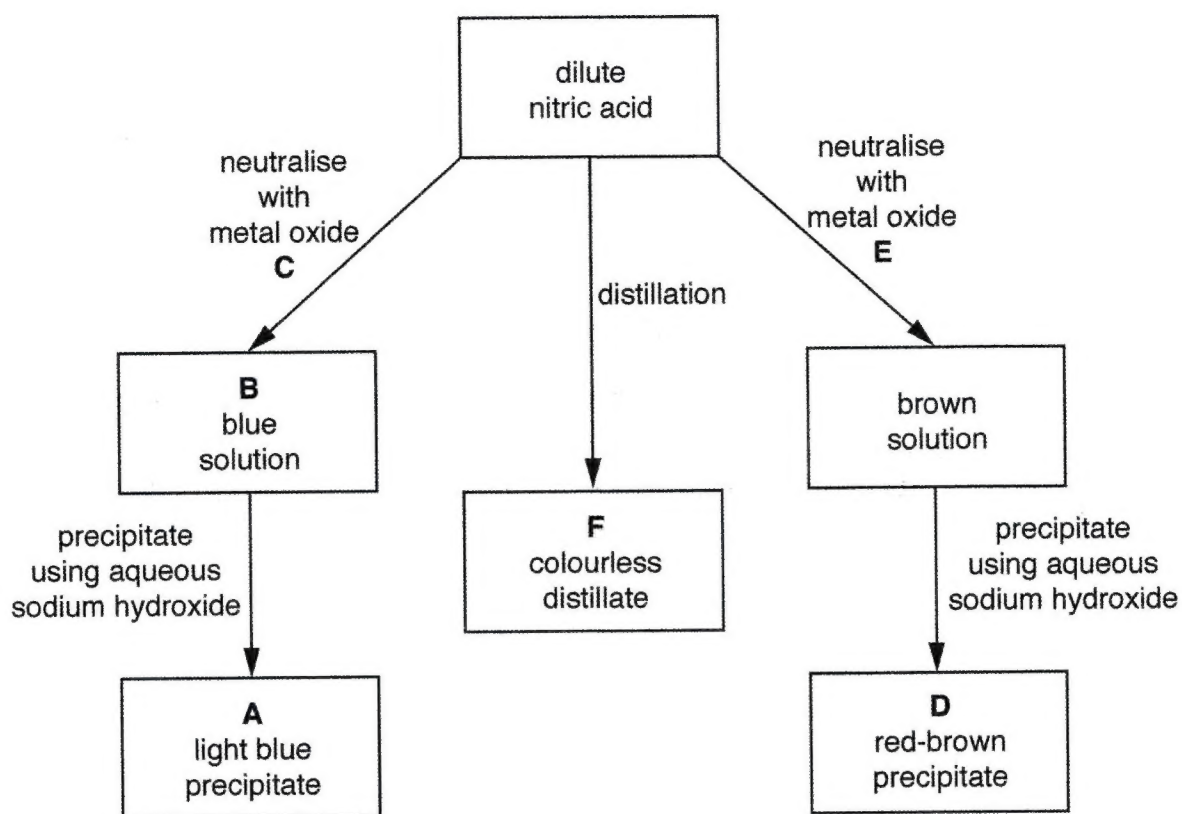 dilute
nitric acid
neutralise
with
metal oxide
C
distillation
neutralise
with
metal oxide
E
B
blue
solution
F
colourless
distillate
brown
solution
precipitate
using aqueous
sodium hydroxide
precipitate
using aqueous
sodium hydroxide
A
light blue
precipitate
D
red-brown
precipitate